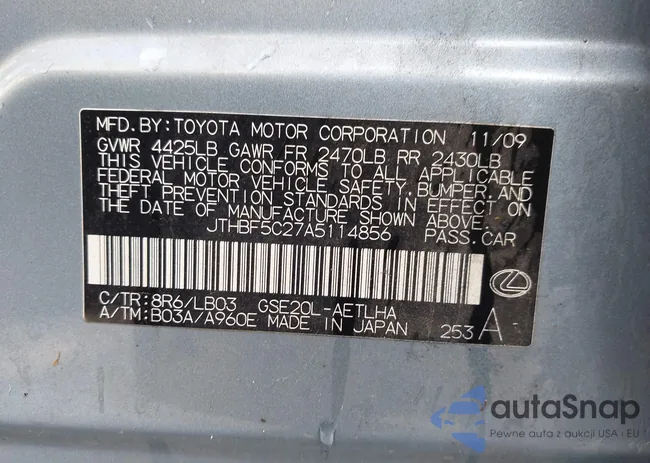 MFD. BY: TOYOTA MOTOR CORPORATION 11/09
GVWR 4425LB GAWR FR 2470LB RR 2430LB
THIS VEHICLE CONFORMS TO ALL APPLICABLE
FEDERAL MOTOR VEHICLE SAFETY, BUMPER, AND
THEFT PREVENTION STANDARDS IN EFFECT ON
THE DATE OF MANUFACTURE SHOWN ABOVE.
JTHBF5C27A5114856 PASS. CAR
C/TR: 8R6/LB03 GSE20L-AETLHA
A/TM: B03A/A960E MADE IN JAPAN 253 A
autaSnap
Pewne auta z aukcji USA i EU